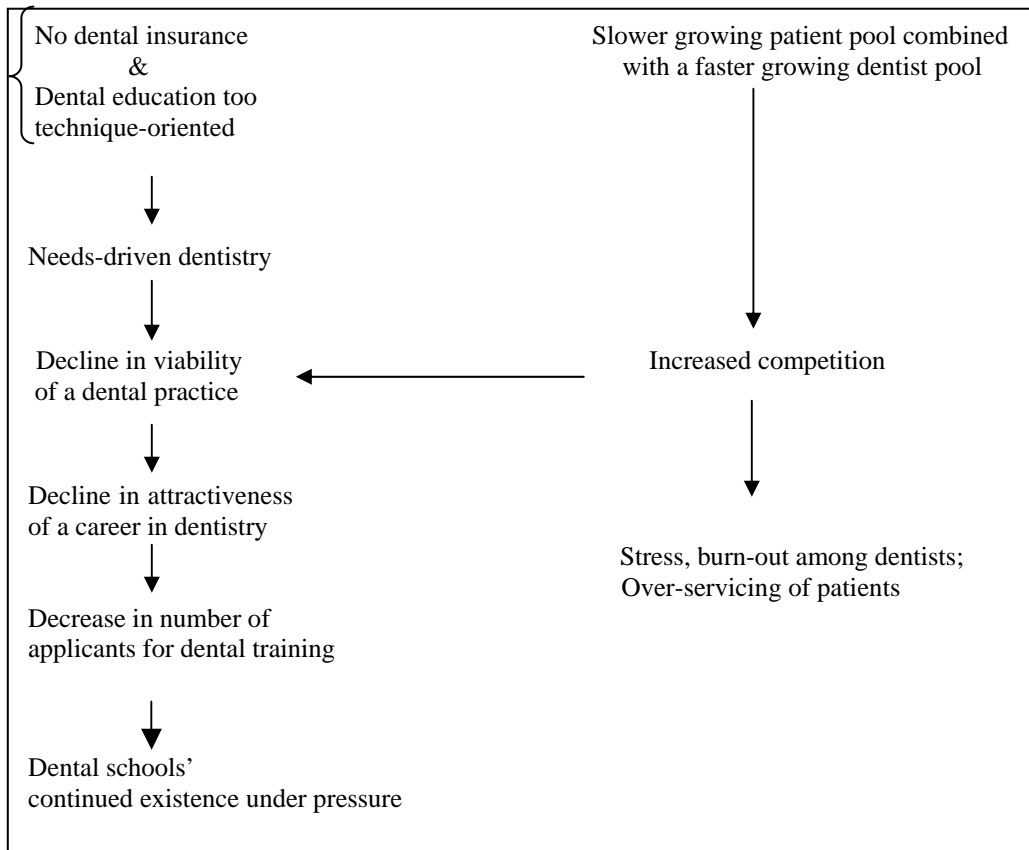 No dental insurance
&
Dental education too
technique-oriented
Needs-driven dentistry
Decline in viability
of a dental practice
Decline in attractiveness
of a career in dentistry
Decrease in number of
applicants for dental training
Dental schools’
continued existence under pressure
Slower growing patient pool combined
with a faster growing dentist pool
Increased competition
Stress, burn-out among dentists;
Over-servicing of patients